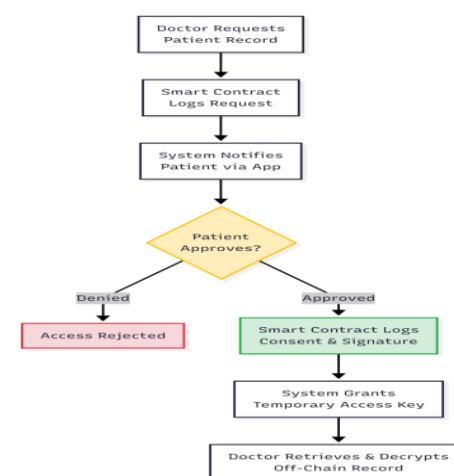 Doctor Requests
Patient Record
Smart Contract
Logs Request
System Notifies
Patient via App
Patient
Approves?
Denied
Approved
Access Rejected
Smart Contract Logs
Consent & Signature
System Grants
Temporary Access Key
Doctor Retrieves & Decrypts
Off-Chain Record